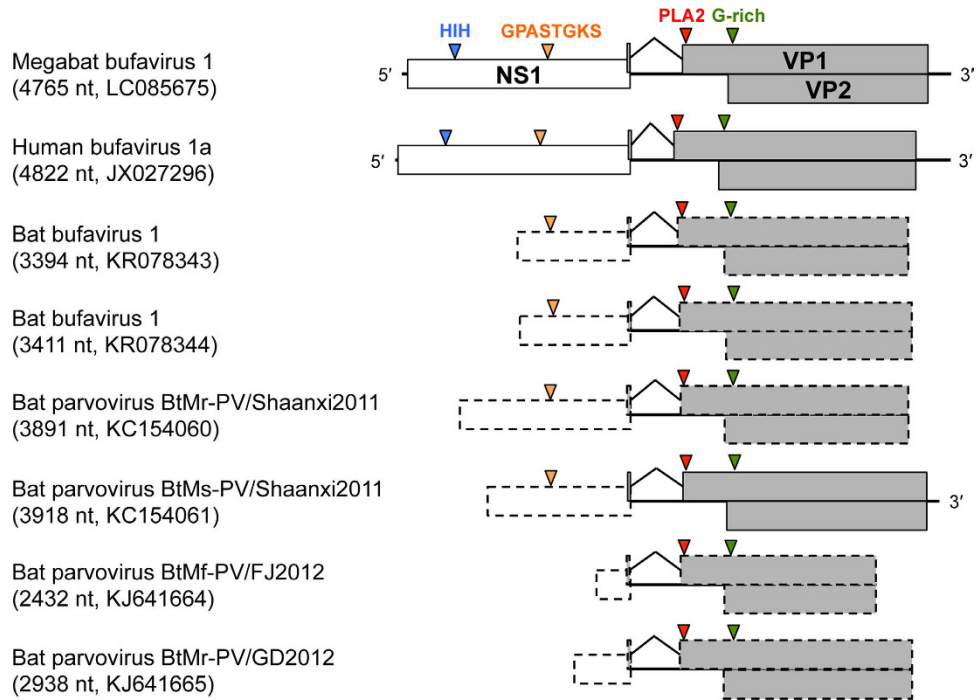 HIH GPASTGKS PLA2 G-rich
Megabat bufavirus 1
(4765 nt, LC085675)
5′ NS1 VP1 3′
VP2
Human bufavirus 1a
(4822 nt, JX027296)
5′ 3′
Bat bufavirus 1
(3394 nt, KR078343)
Bat bufavirus 1
(3411 nt, KR078344)
Bat parvovirus BtMr-PV/Shaanxi2011
(3891 nt, KC154060)
Bat parvovirus BtMs-PV/Shaanxi2011
(3918 nt, KC154061)
3′
Bat parvovirus BtMf-PV/FJ2012
(2432 nt, KJ641664)
Bat parvovirus BtMr-PV/GD2012
(2938 nt, KJ641665)